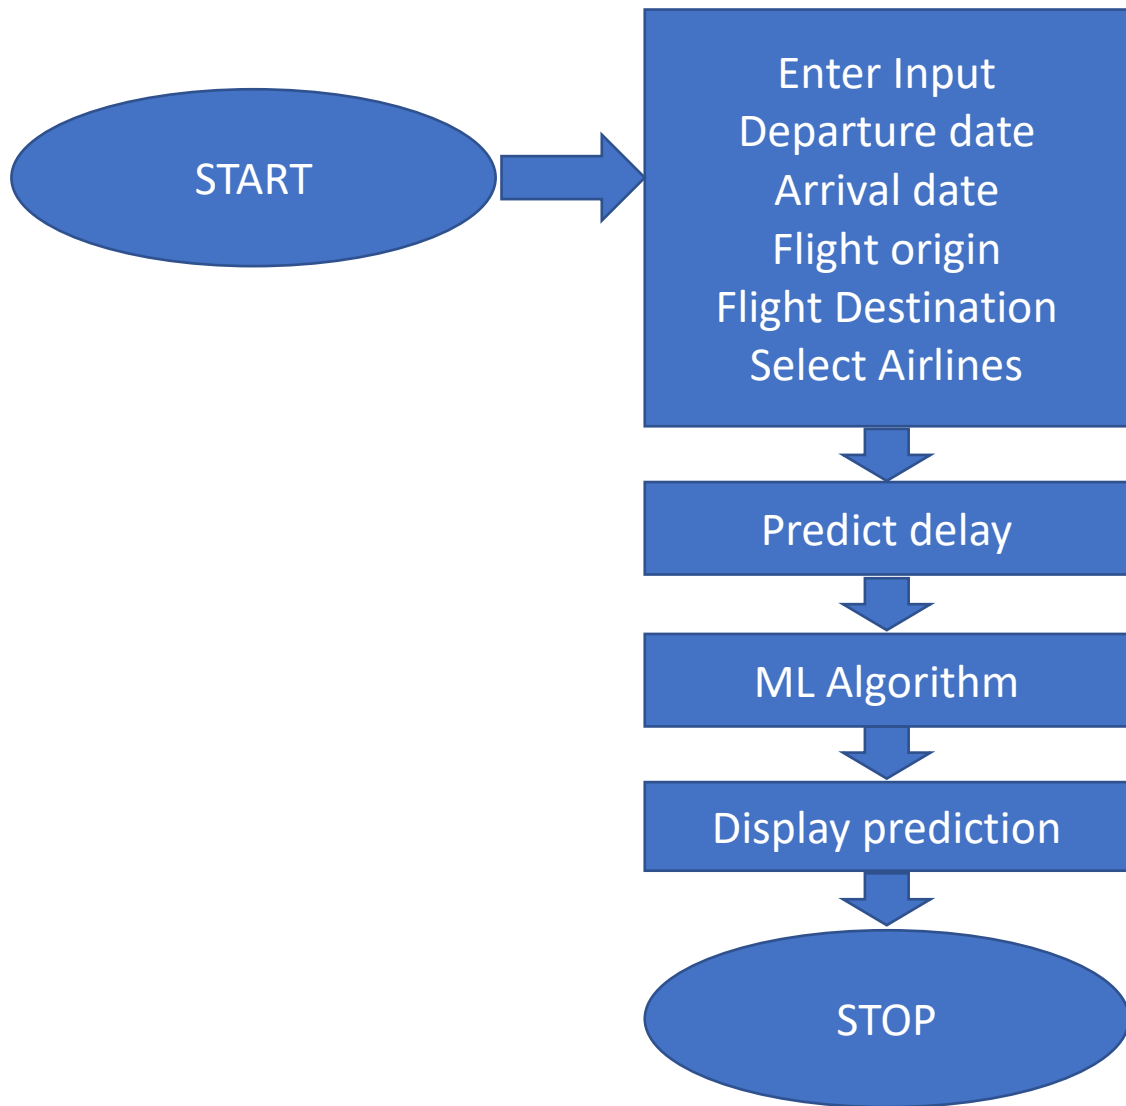 START
Enter Input
Departure date
Arrival date
Flight origin
Flight Destination
Select Airlines
Predict delay
ML Algorithm
Display prediction
STOP